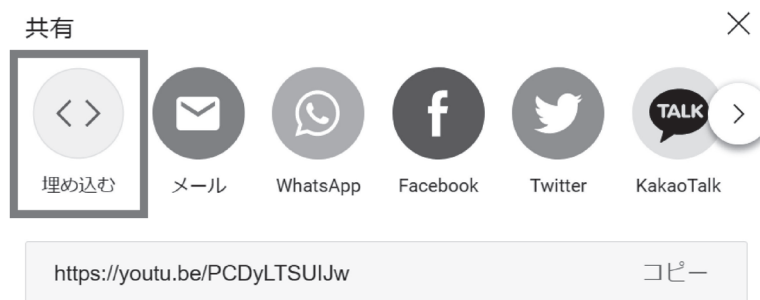 共有
TALK
埋め込む メール WhatsApp Facebook Twitter KakaoTalk
https://youtu.be/PCDyLTSUIJw コピー